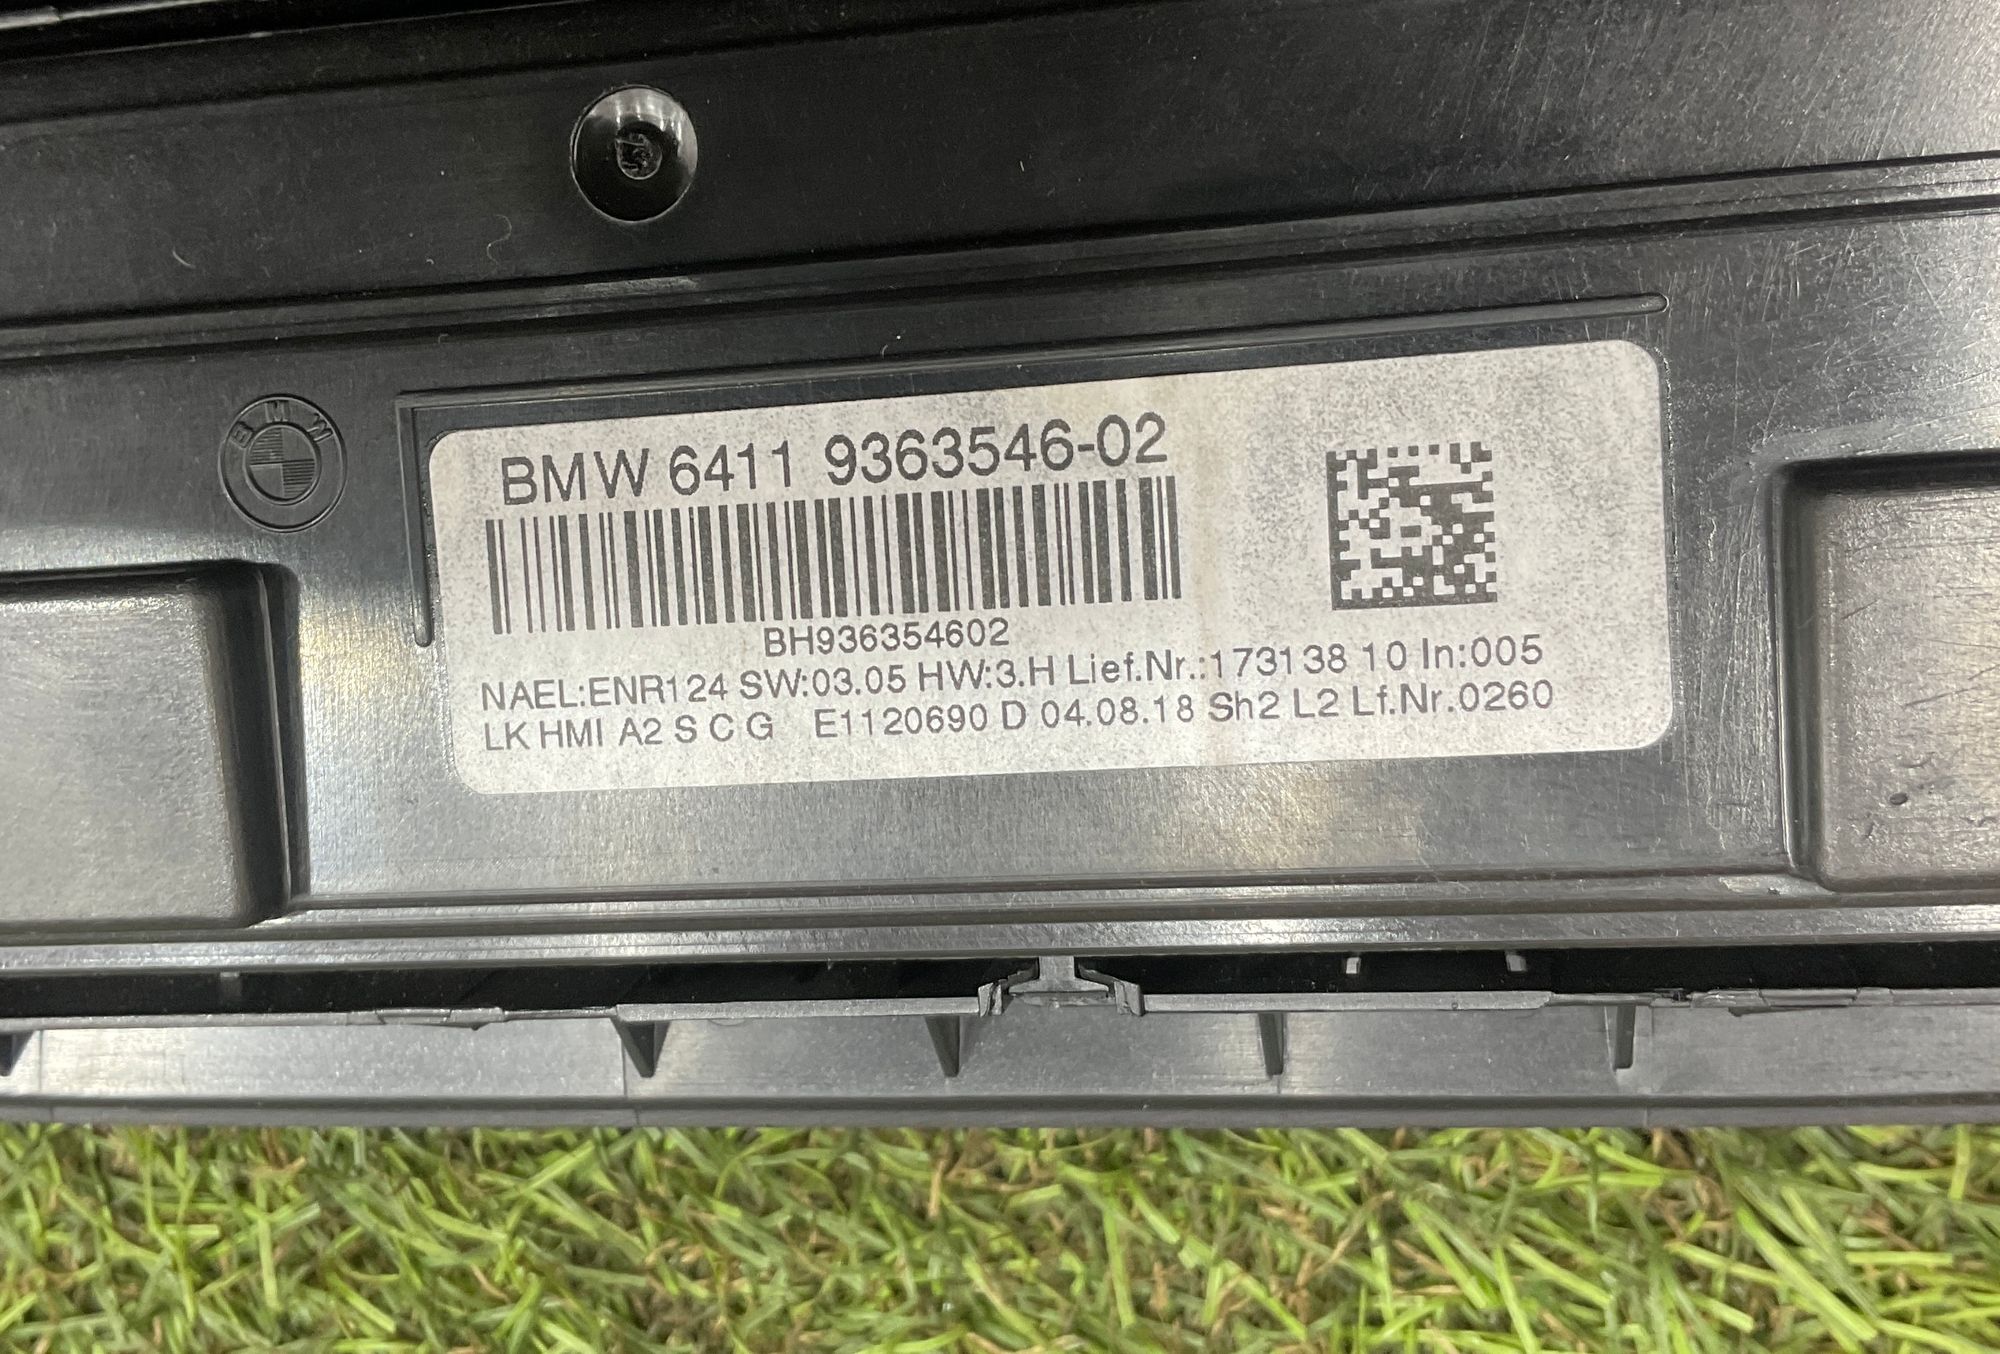 BMW
BMW 6411 9363546-02
BH936354602
NAEL:ENR124 SW:03.05 HW:3.H Lief.Nr.:173138 10 In:005
LK HMI A2 S C G E1120690 D 04.08.18 Sh2 L2 Lf.Nr.0260